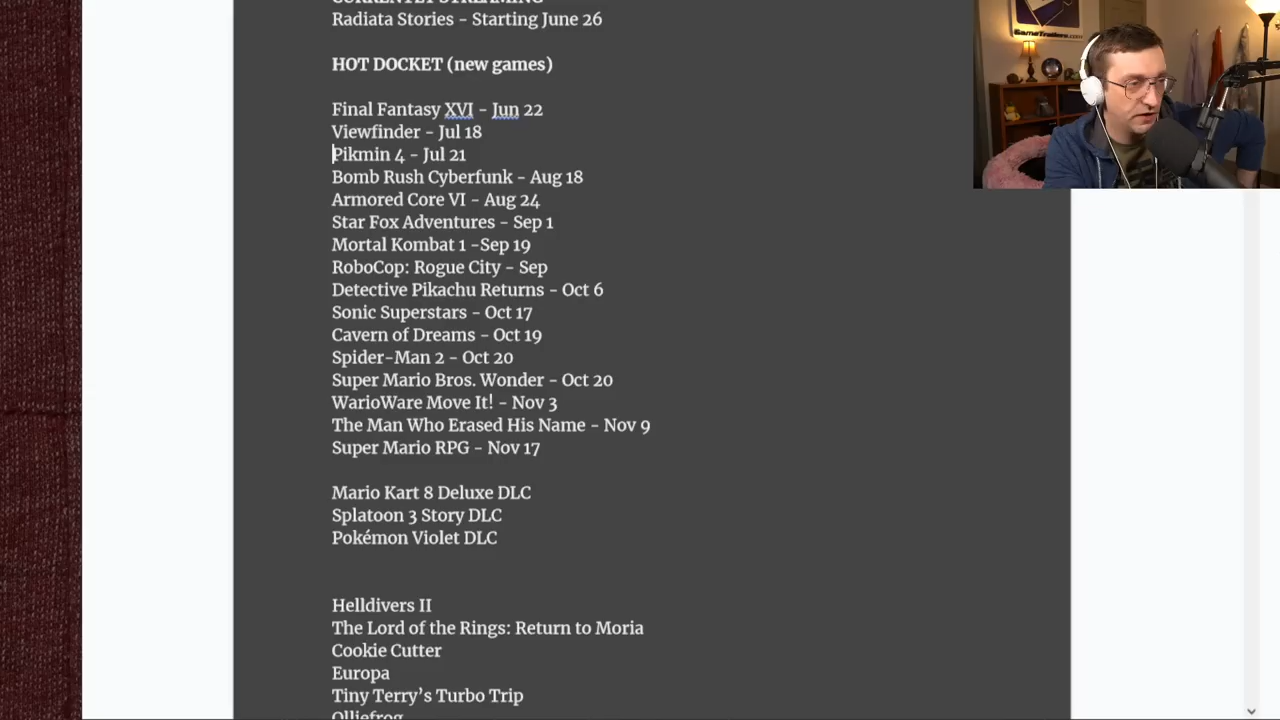 Radiata Stories - Starting June 26
HOT DOCKET (new games)
Final Fantasy XVI - Jun 22
Viewfinder - Jul 18
Pikmin 4 - Jul 21
Bomb Rush Cyberfunk - Aug 18
Armored Core VI - Aug 24
Star Fox Adventures - Sep 1
Mortal Kombat 1 -Sep 19
RoboCop: Rogue City - Sep
Detective Pikachu Returns - Oct 6
Sonic Superstars - Oct 17
Cavern of Dreams - Oct 19
Spider-Man 2 - Oct 20
Super Mario Bros. Wonder - Oct 20
WarioWare Move It! - Nov 3
The Man Who Erased His Name - Nov 9
Super Mario RPG - Nov 17
Mario Kart 8 Deluxe DLC
Splatoon 3 Story DLC
Pokémon Violet DLC
Helldivers II
The Lord of the Rings: Return to Moria
Cookie Cutter
Europa
Tiny Terry’s Turbo Trip
Olliefrog